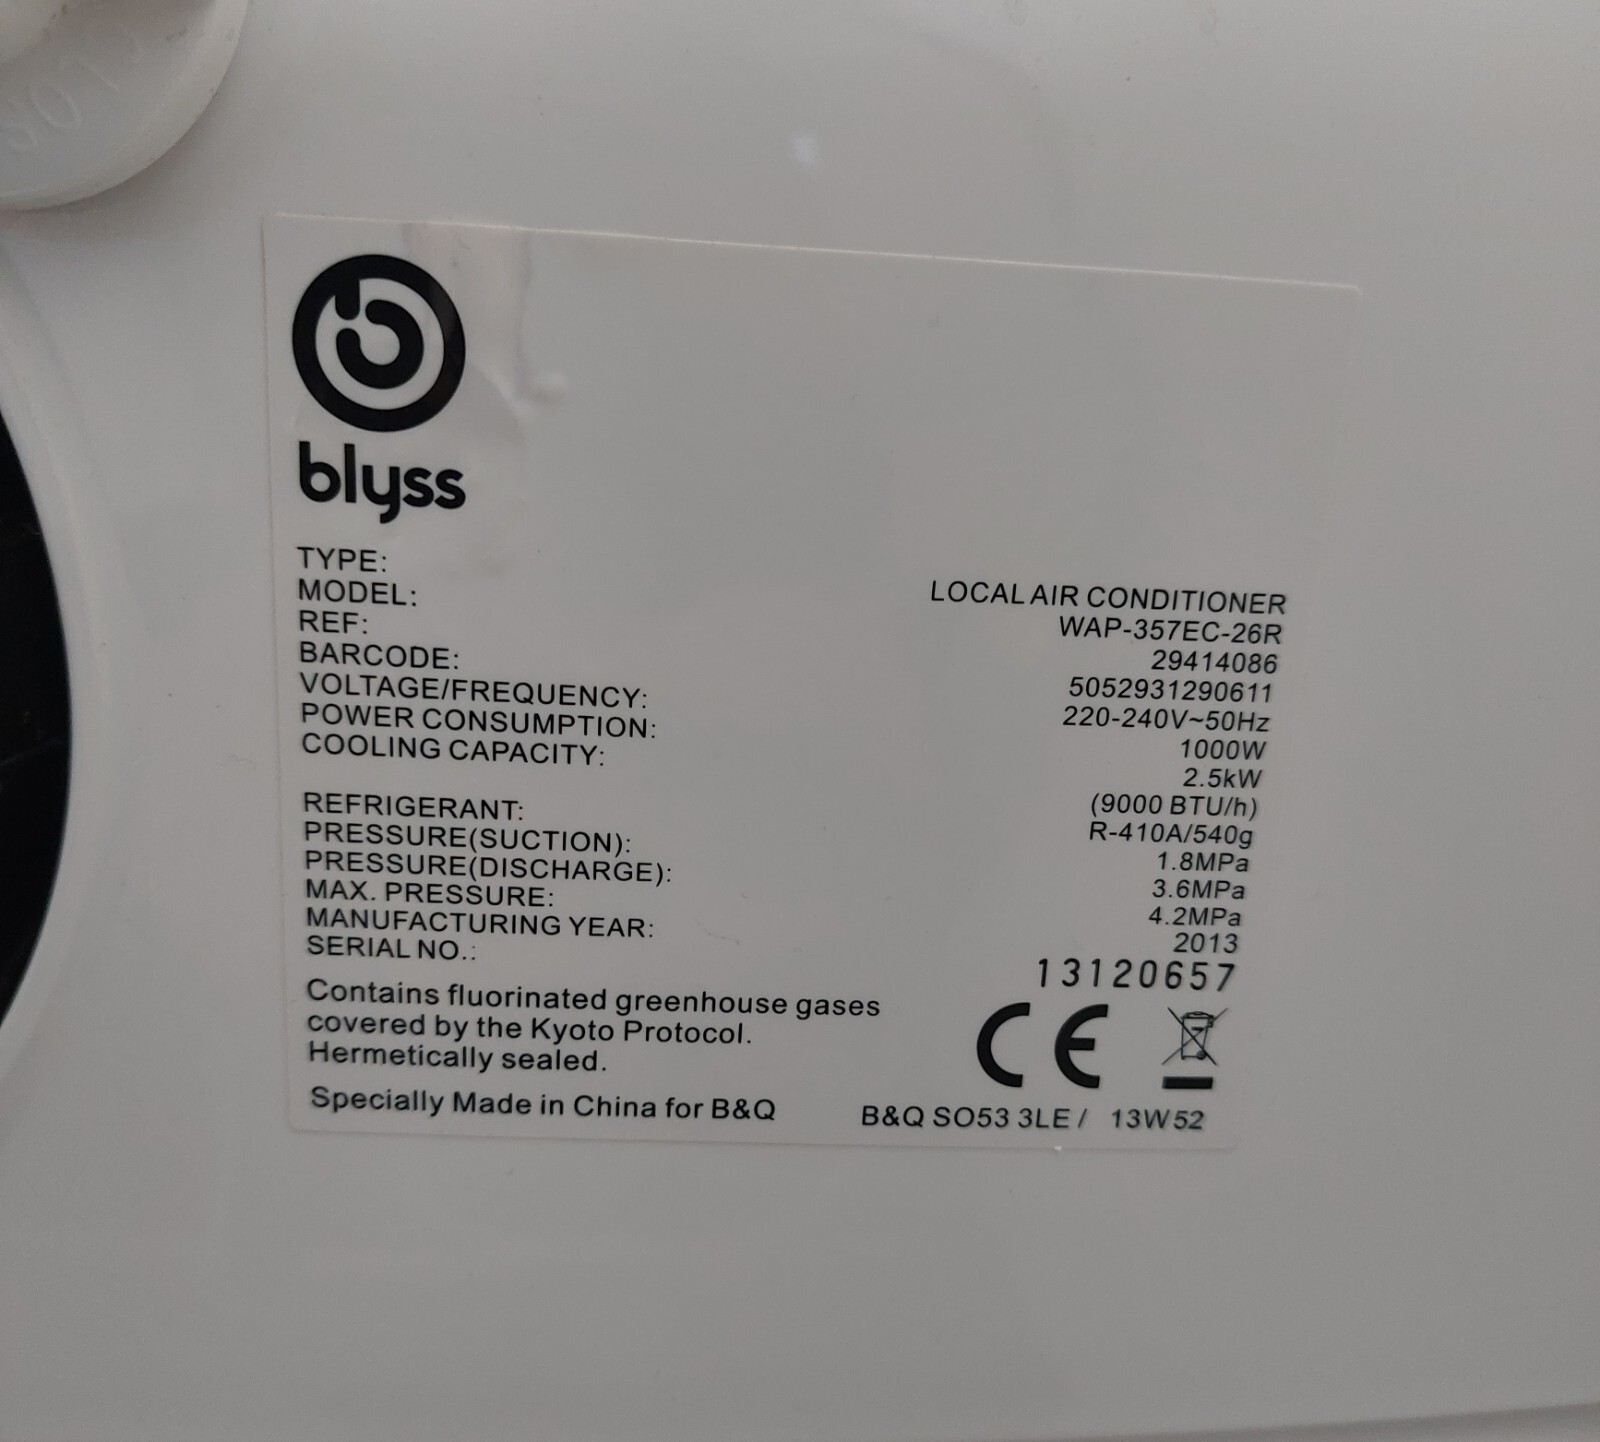 blyss
TYPE: LOCAL AIR CONDITIONER
MODEL: WAP-357EC-26R
REF: 29414086
BARCODE: 5052931290611
VOLTAGE/FREQUENCY: 220-240V~50Hz
POWER CONSUMPTION: 1000W
COOLING CAPACITY: 2.5kW
(9000 BTU/h)
REFRIGERANT: R-410A/540g
PRESSURE(SUCTION): 1.8MPa
PRESSURE(DISCHARGE): 3.6MPa
MAX. PRESSURE: 4.2MPa
MANUFACTURING YEAR: 2013
SERIAL NO.: 13120657
Contains fluorinated greenhouse gases
covered by the Kyoto Protocol.
Hermetically sealed.
CE
Specially Made in China for B&Q
B&Q SO53 3LE / 13W52